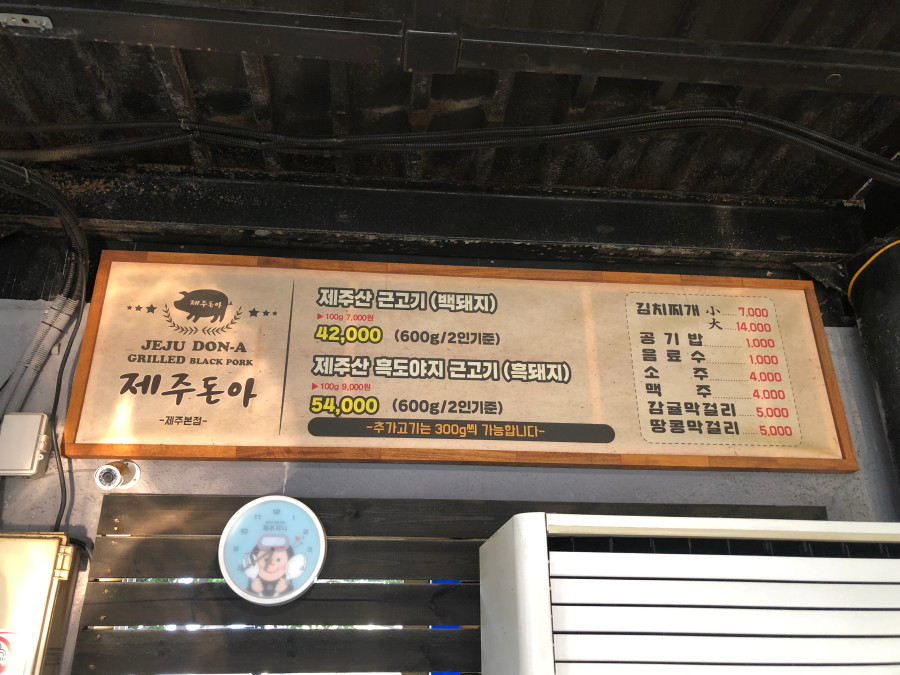 제주돈아
JEJU DON-A
GRILLED BLACK PORK
제주돈아
-제주본점-
제주산 근고기 (백돼지)
▶100g 7,000원
42,000 (600g/2인기준)
제주산 흑도야지 근고기 (흑돼지)
▶100g 9,000원
54,000 (600g/2인기준)
-추가고기는 300g씩 가능합니다-
김치찌개 小 7,000
大 14,000
공기밥 1,000
음료수 1,000
소주 4,000
맥주 4,000
감귤막걸리 5,000
땅콩막걸리 5,000